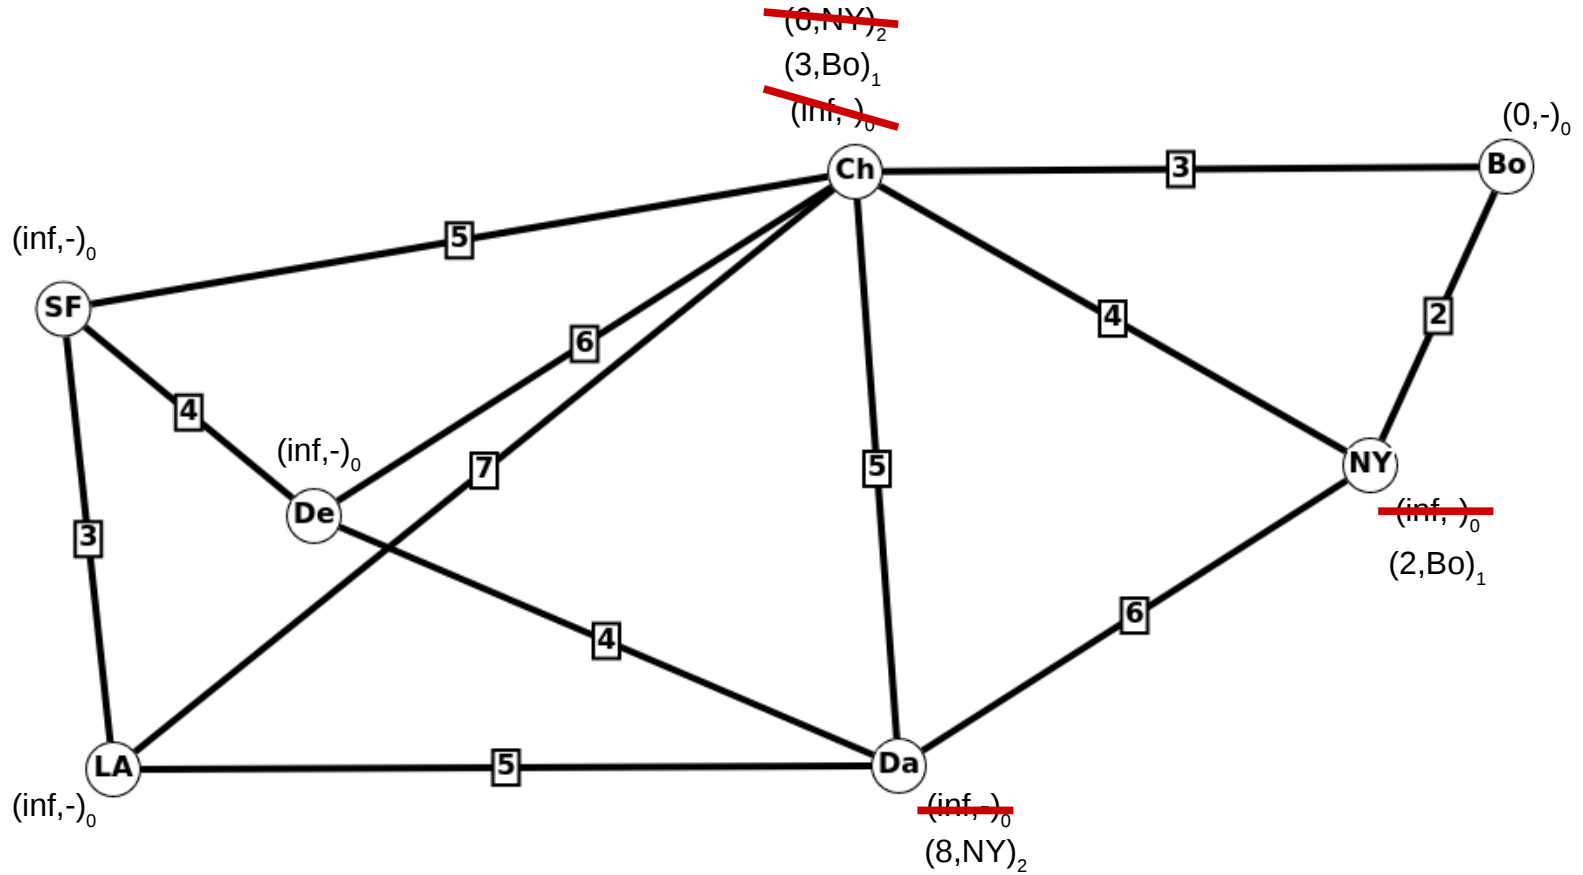 (6,NY)2
(3,Bo)1
(inf,-)0
(0,-)0
Ch
3
Bo
(inf,-)0
5
SF
6
4
2
4
(inf,-)0
7
5
NY
De
(inf,-)0
3
(2,Bo)1
4
6
LA
5
Da
(inf,-)0
(inf,-)0
(8,NY)2